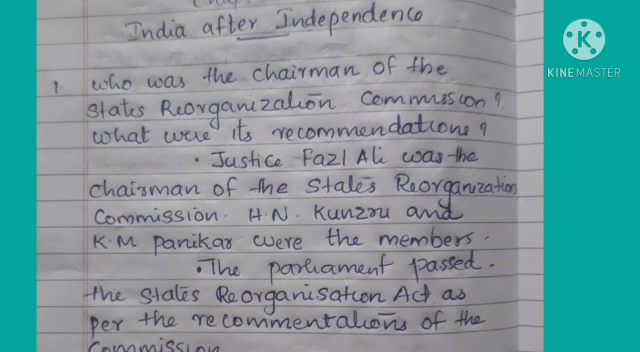 India after Independence
1. who was the chairman of the
States Reorganization Commission?
what were its recommendations?
• Justice Fazl Ali was the
chairman of the States Reorganization
Commission. H.N. Kunzru and
K.M Panikar were the members.
• The parliament passed.
the States Reorganisation Act as
per the recommentations of the
Commission
KINEMASTER